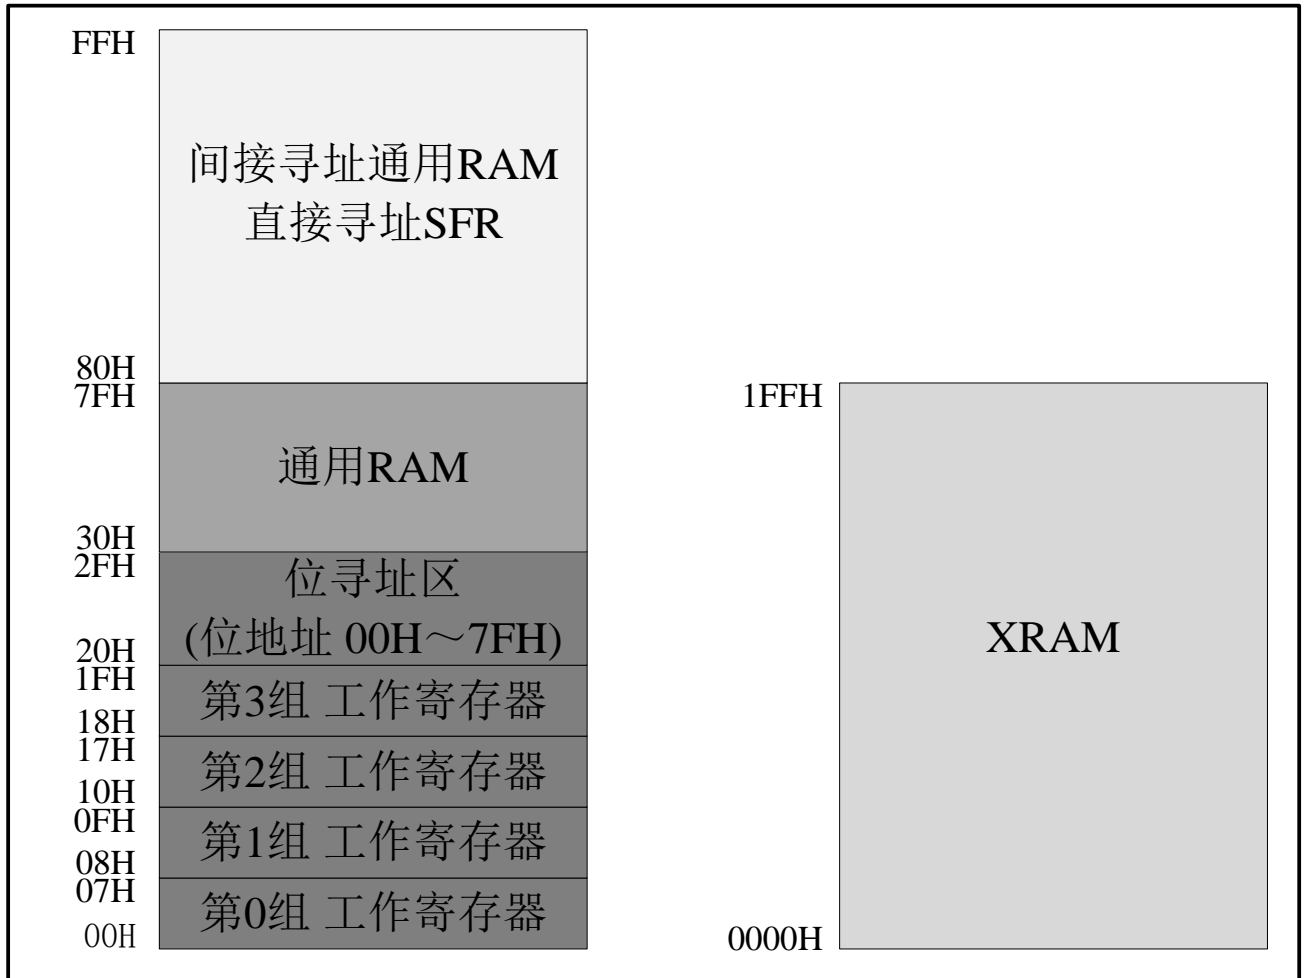 FFH
间接寻址通用RAM
直接寻址SFR
80H
7FH
通用RAM
30H
2FH
位寻址区
(位地址 00H～7FH)
20H
1FH
第3组 工作寄存器
18H
17H
第2组 工作寄存器
10H
0FH
第1组 工作寄存器
08H
07H
第0组 工作寄存器
00H
1FFH
XRAM
0000H